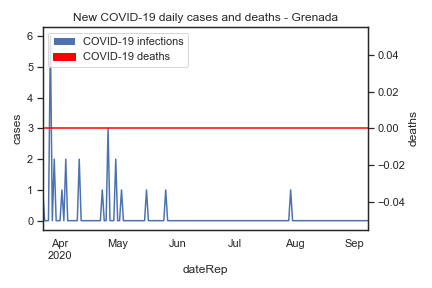 New COVID-19 daily cases and deaths - Grenada
COVID-19 infections
COVID-19 deaths
6
5
4
3
2
1
0
cases
0.04
0.02
0.00
−0.02
−0.04
deaths
Apr
2020
May
Jun
Jul
Aug
Sep
dateRep